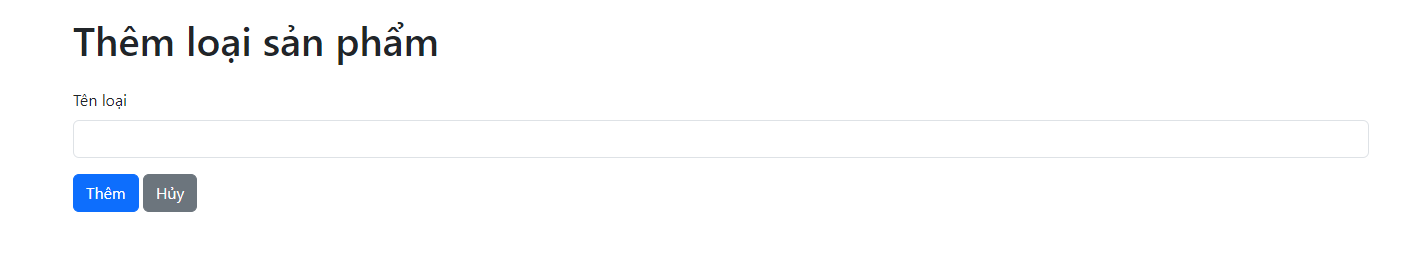 Thêm loại sản phẩm
Tên loại
Thêm Hủy